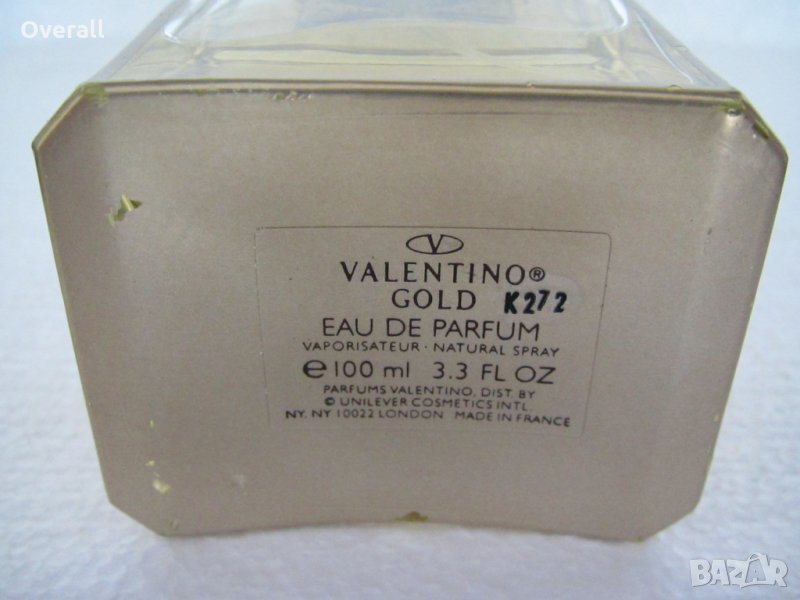 Overall
V
VALENTINO®
GOLD K272
EAU DE PARFUM
VAPORISATEUR · NATURAL SPRAY
℮100 ml 3.3 FL OZ
PARFUMS VALENTINO, DIST. BY
© UNILEVER COSMETICS INTL.
NY. NY 10022 LONDON MADE IN FRANCE
BAZAR